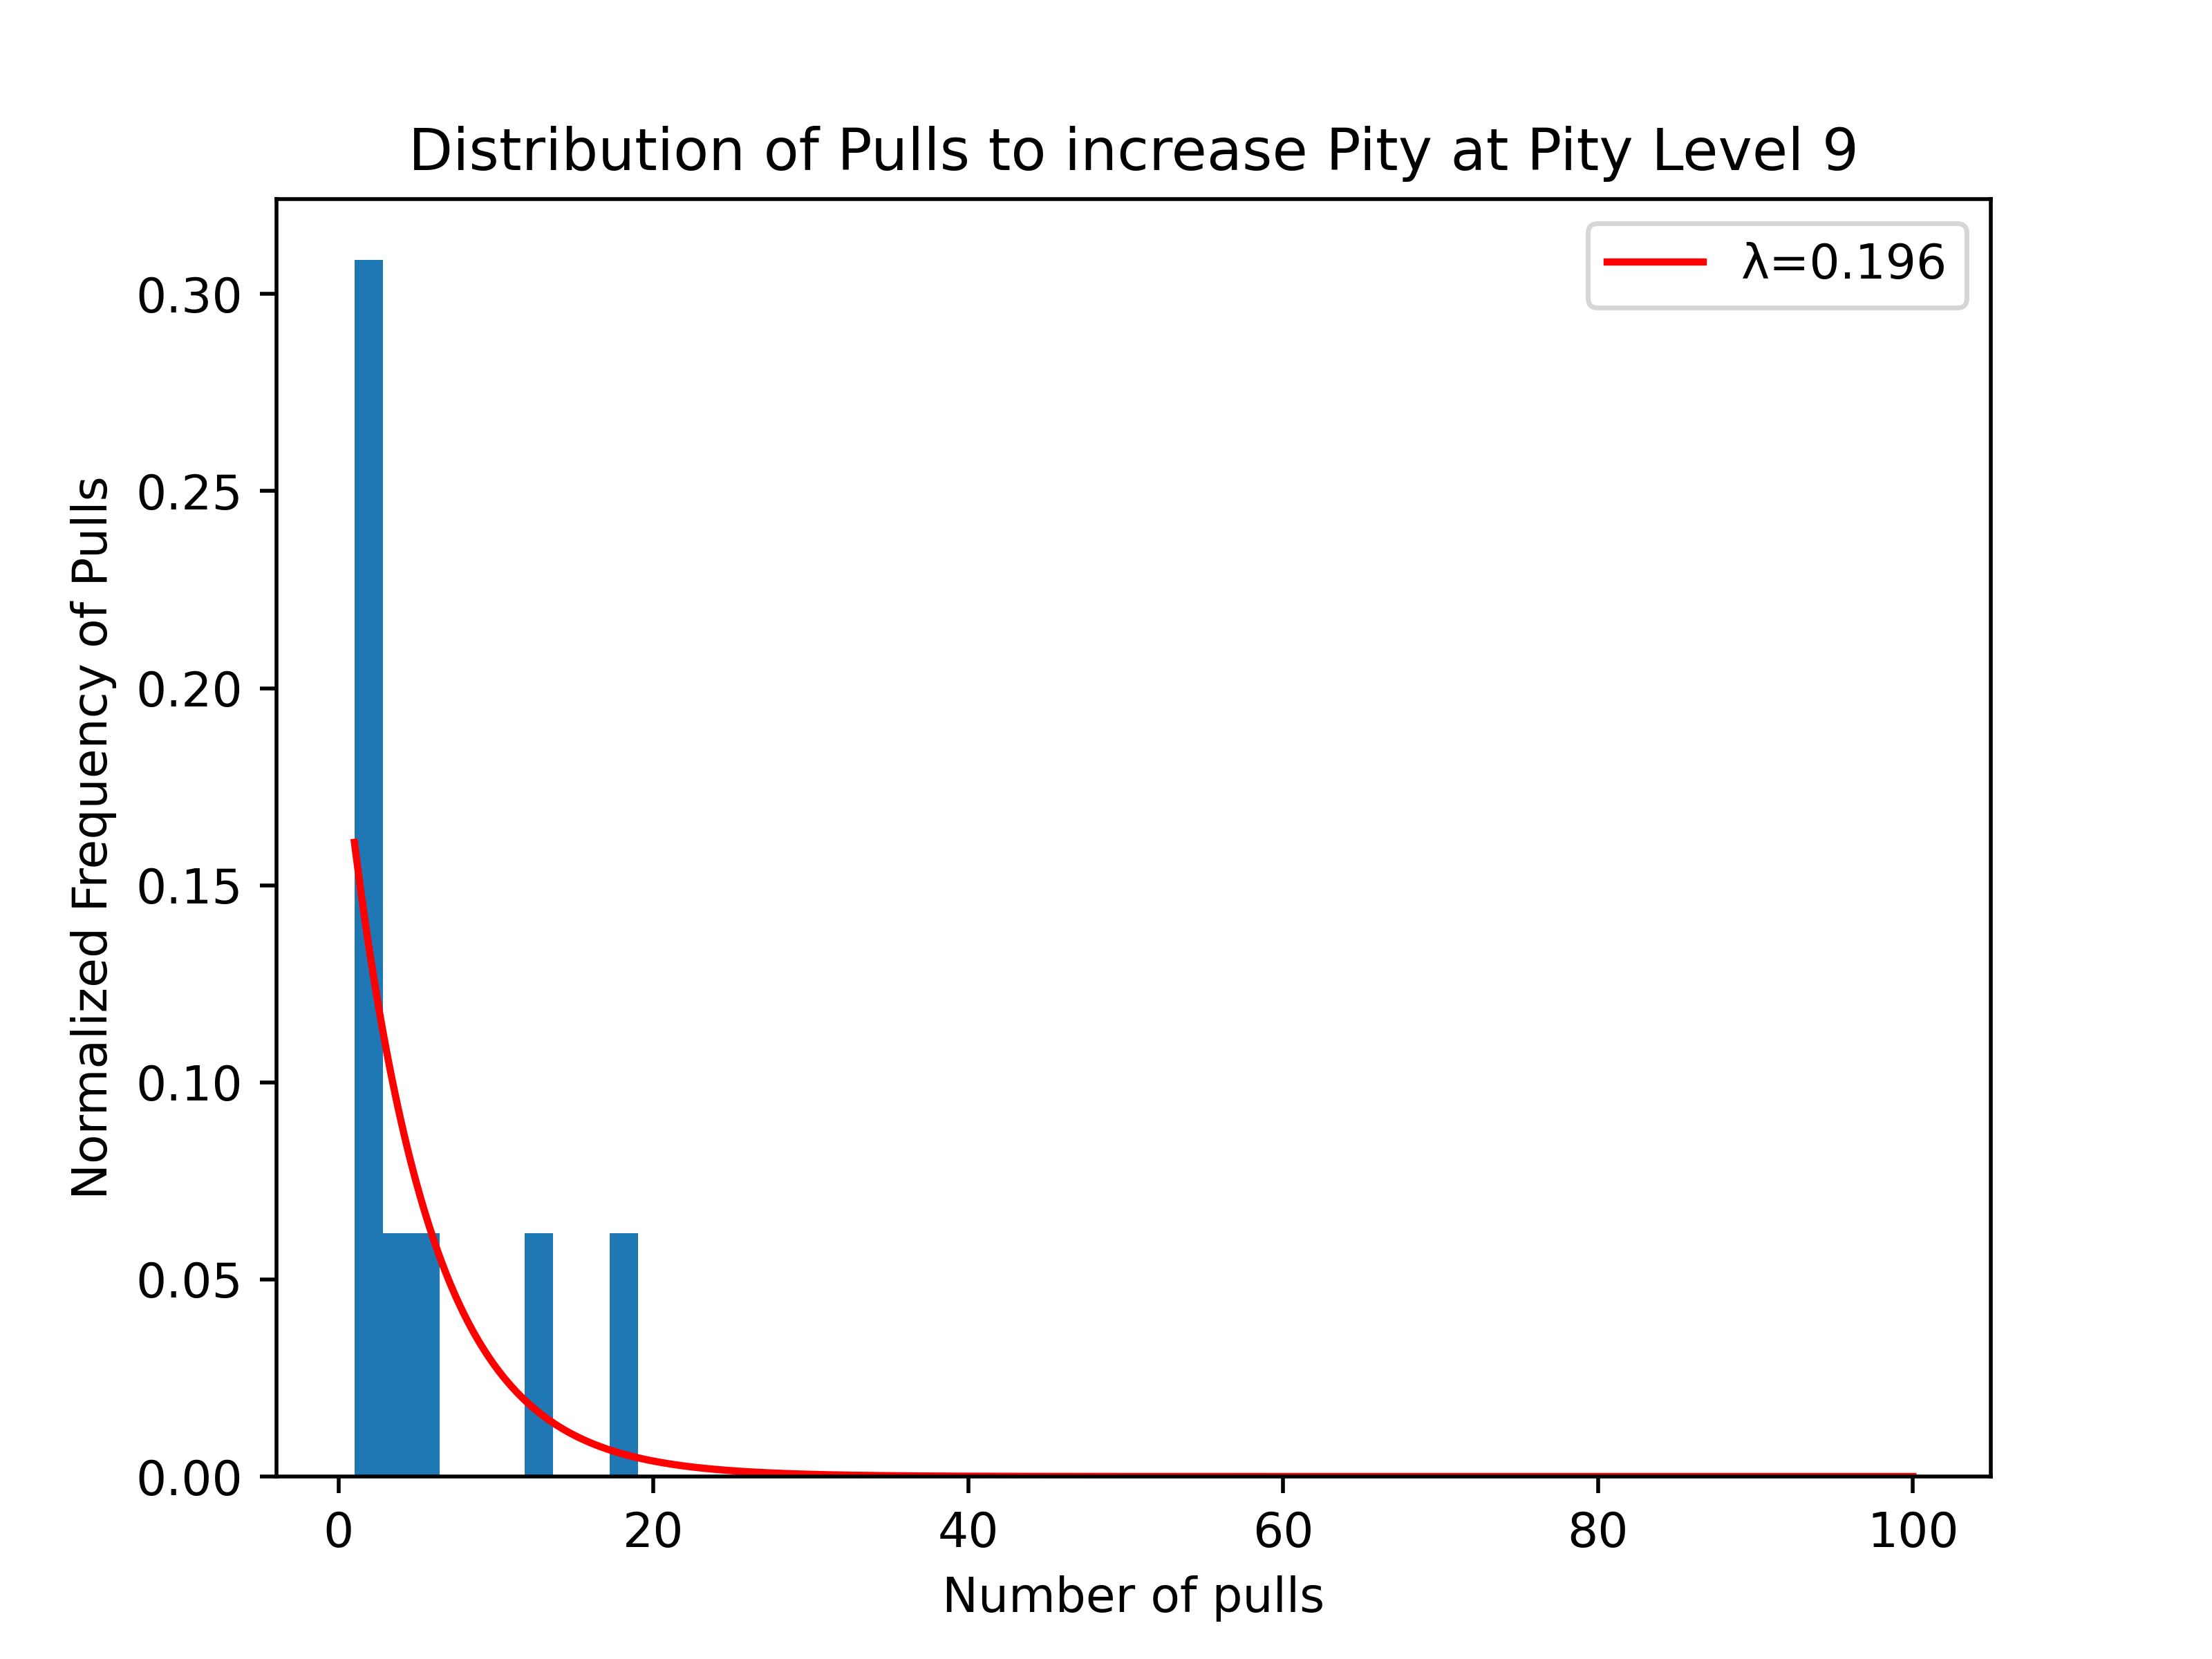 Distribution of Pulls to increase Pity at Pity Level 9
λ=0.196
Normalized Frequency of Pulls
0.30
0.25
0.20
0.15
0.10
0.05
0.00
0 20 40 60 80 100
Number of pulls